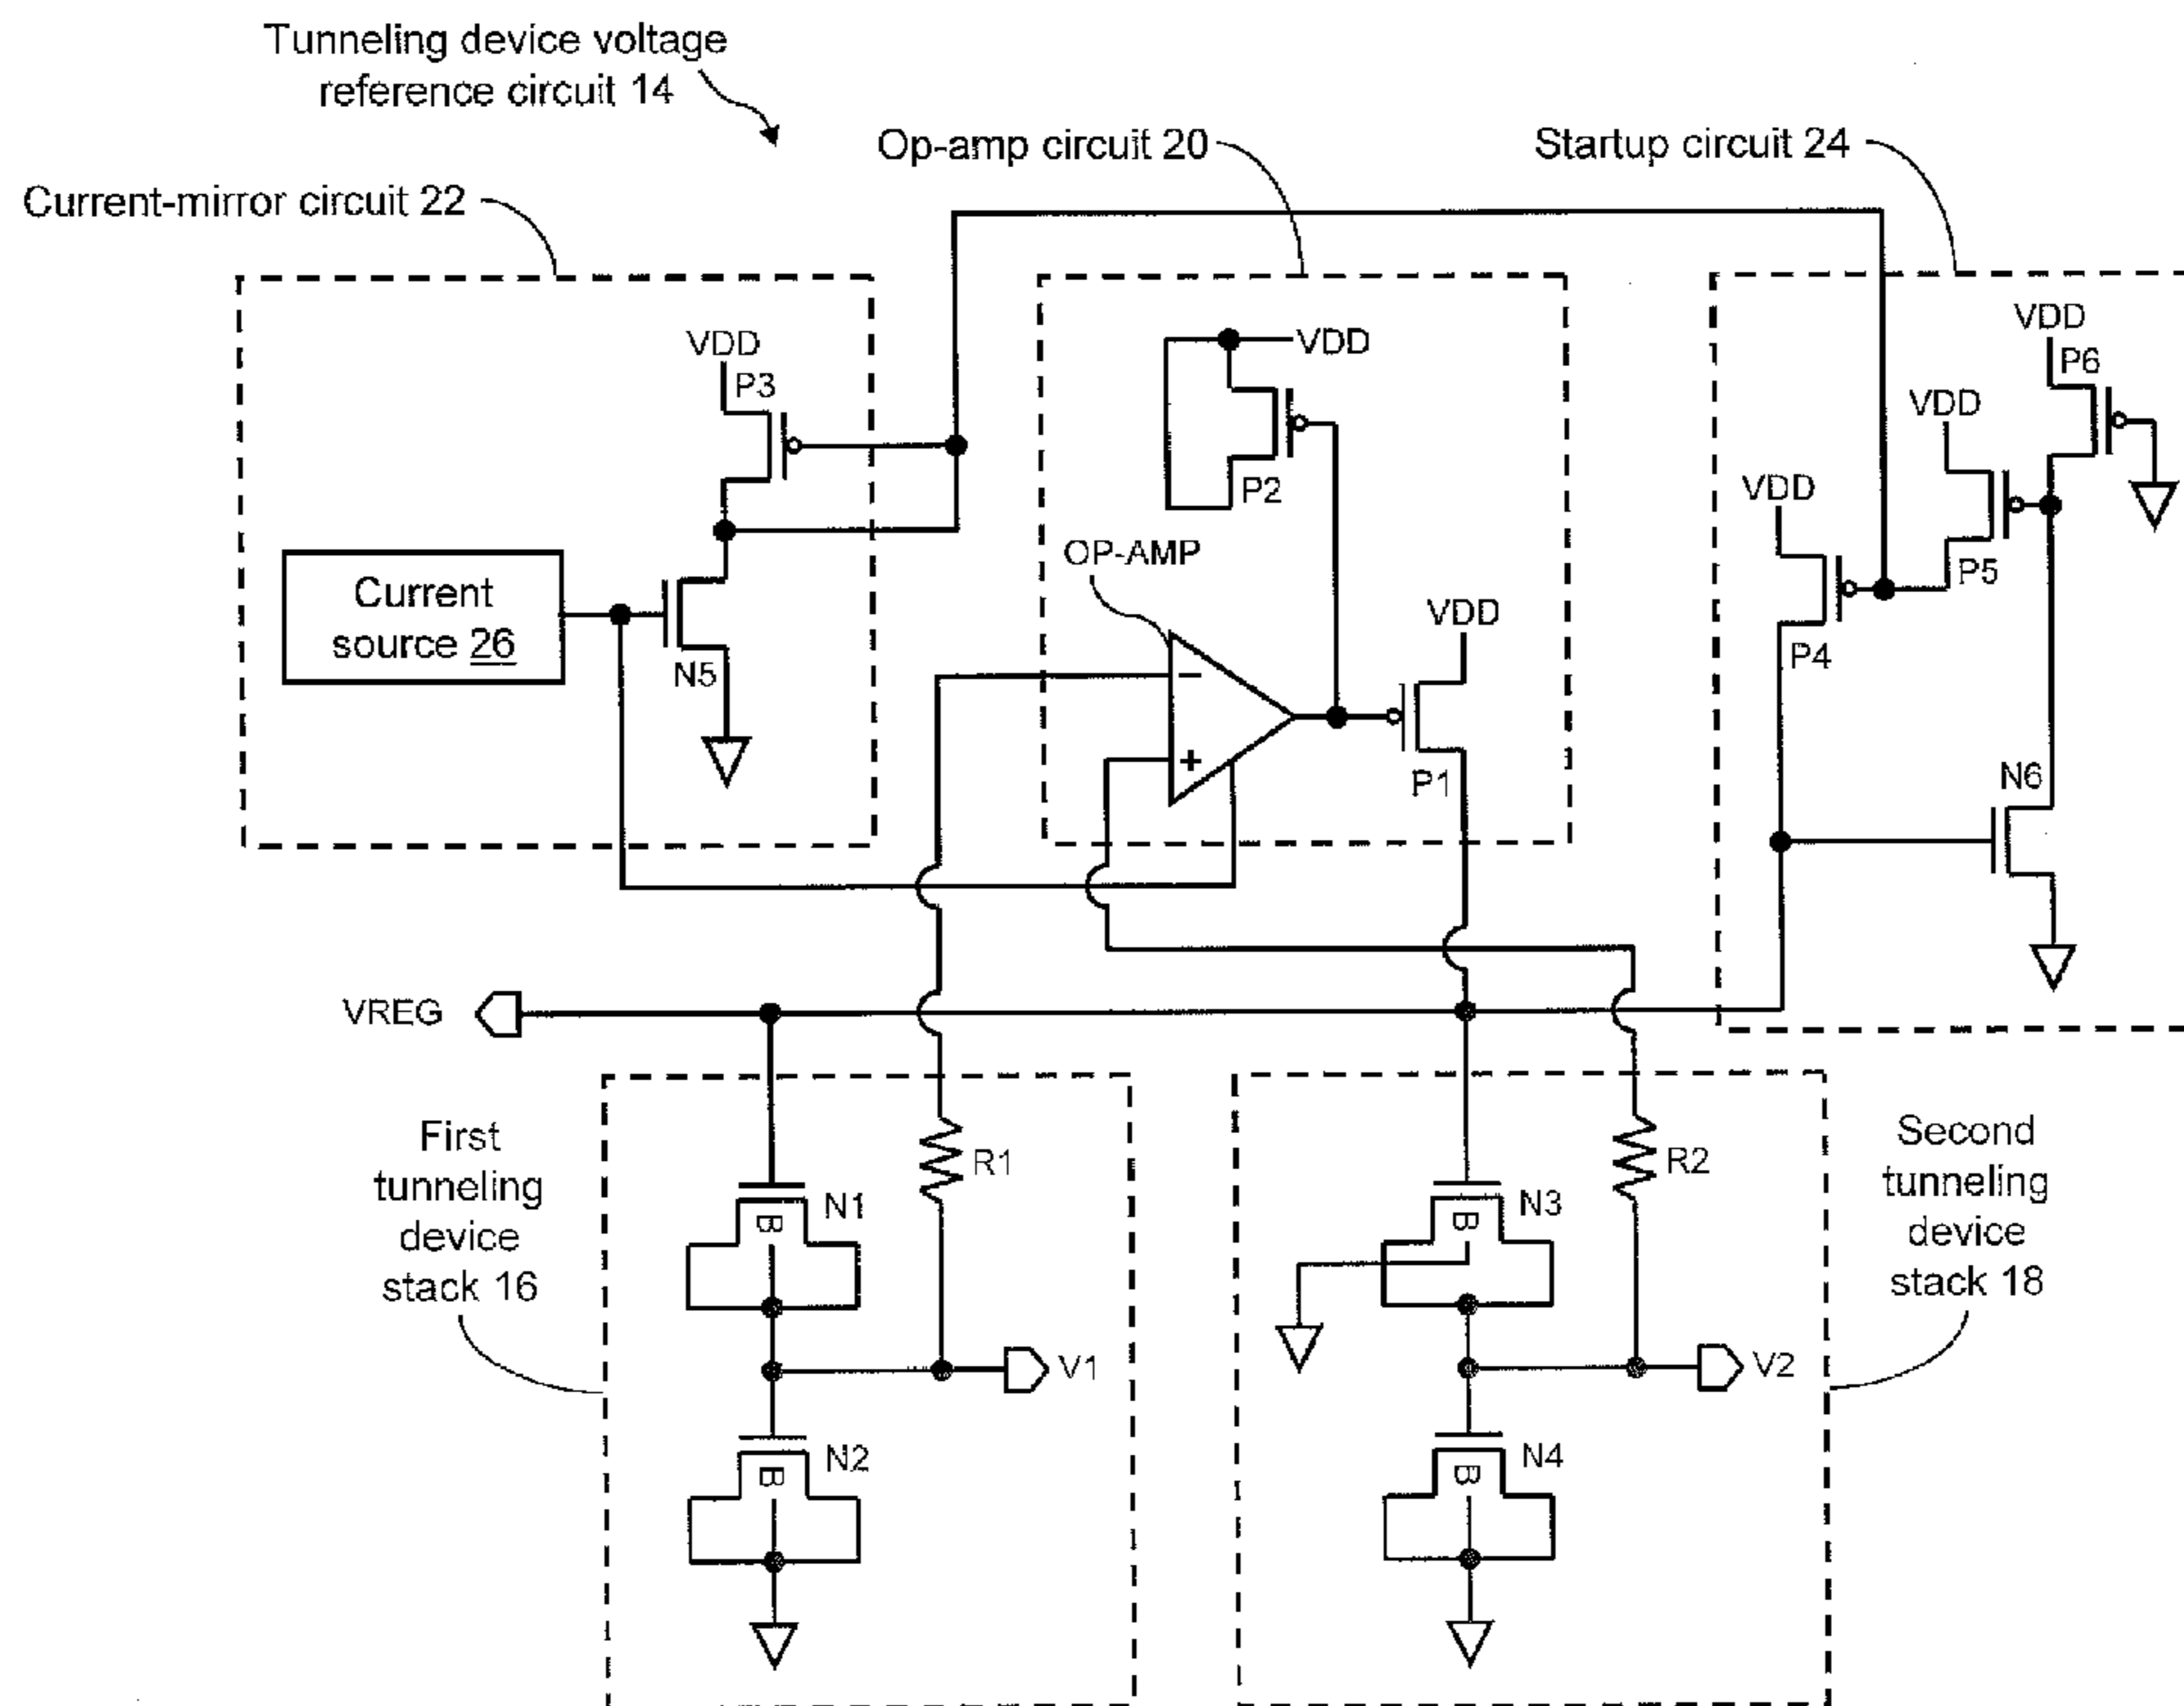 Tunneling device voltage
reference circuit 14
Op-amp circuit 20
Startup circuit 24
Current-mirror circuit 22
VDD
P3
VDD
P2
VDD
P6
VDD
P5
VDD
P4
OP-AMP
Current
source 26
N5
VDD
−
+
P1
N6
VREG
First
tunneling
device
stack 16
N1
B
R1
V1
N2
B
N3
B
R2
V2
N4
B
Second
tunneling
device
stack 18